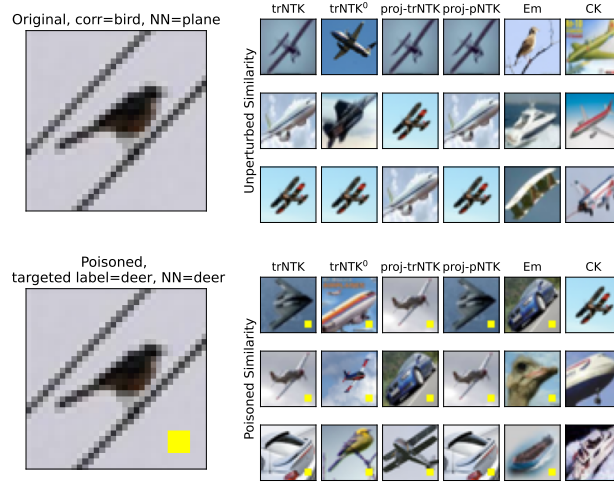 Original, corr=bird, NN=plane
trNTK trNTK⁰ proj-trNTK proj-pNTK Em CK
Unperturbed Similarity
Poisoned,
targeted label=deer, NN=deer
trNTK trNTK⁰ proj-trNTK proj-pNTK Em CK
Poisoned Similarity